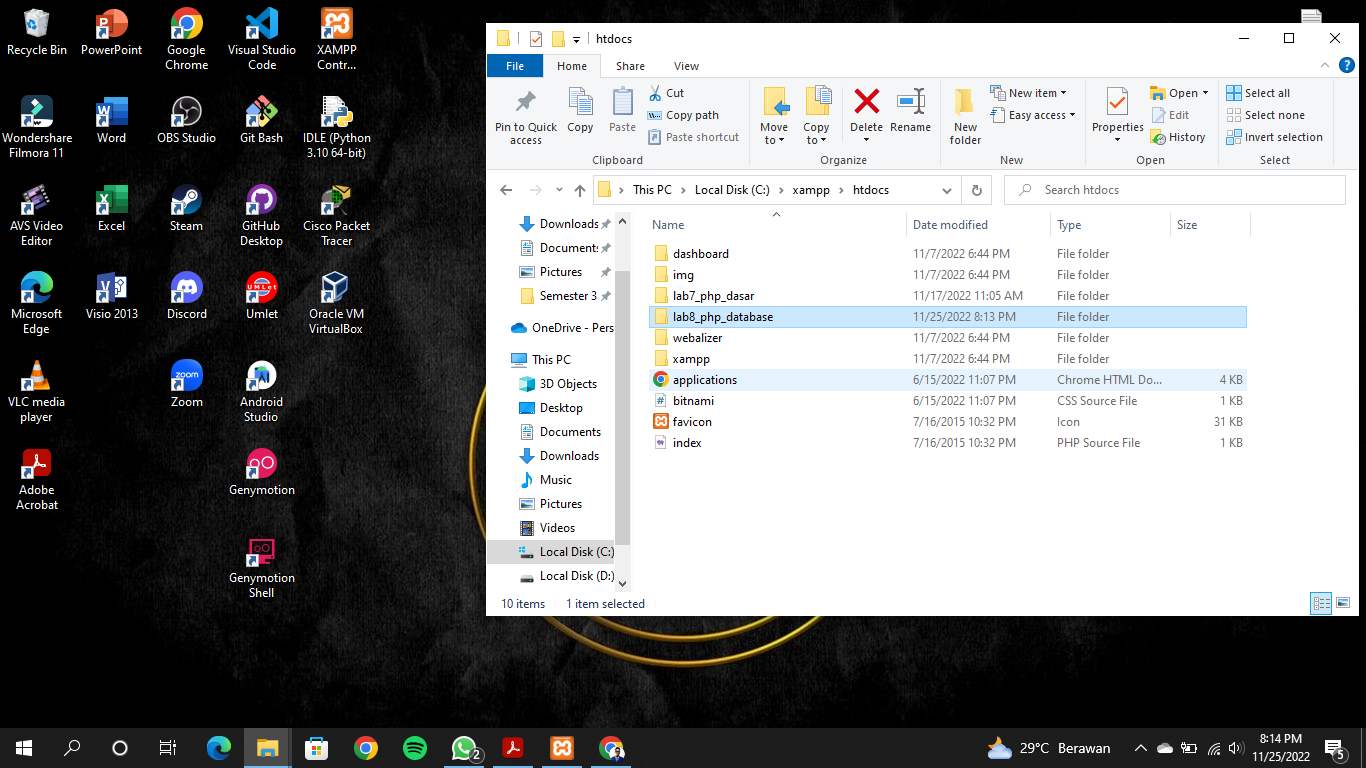 Recycle Bin
PowerPoint
Google
Chrome
Visual Studio
Code
XAMPP
Contr...
Wondershare
Filmora 11
Word
OBS Studio
Git Bash
IDLE (Python
3.10 64-bit)
AVS Video
Editor
Excel
Steam
GitHub
Desktop
Cisco Packet
Tracer
Microsoft
Edge
Visio 2013
Discord
Umlet
Oracle VM
VirtualBox
VLC media
player
Zoom
Android
Studio
Adobe
Acrobat
Genymotion
Genymotion
Shell
htdocs
File
Home
Share
View
Pin to Quick
access
Copy
Paste
Cut
Copy path
Paste shortcut
Clipboard
Move
to
Copy
to
Delete
Rename
Organize
New
folder
New item
Easy access
New
Properties
Open
Edit
History
Open
Select all
Select none
Invert selection
Select
This PC
Local Disk (C:)
xampp
htdocs
Search htdocs
Downloads
Documents
Pictures
Semester 3
OneDrive - Pers
This PC
3D Objects
Desktop
Documents
Downloads
Music
Pictures
Videos
Local Disk (C:)
Local Disk (D:)
Name Date modified Type Size
dashboard 11/7/2022 6:44 PM File folder
img 11/7/2022 6:44 PM File folder
lab7_php_dasar 11/17/2022 11:05 AM File folder
lab8_php_database 11/25/2022 8:13 PM File folder
webalizer 11/7/2022 6:44 PM File folder
xampp 11/7/2022 6:44 PM File folder
applications 6/15/2022 11:07 PM Chrome HTML Do... 4 KB
bitnami 6/15/2022 11:07 PM CSS Source File 1 KB
favicon 7/16/2015 10:32 PM Icon 31 KB
index 7/16/2015 10:32 PM PHP Source File 1 KB
10 items 1 item selected
2
29°C Berawan
8:14 PM
11/25/2022
5